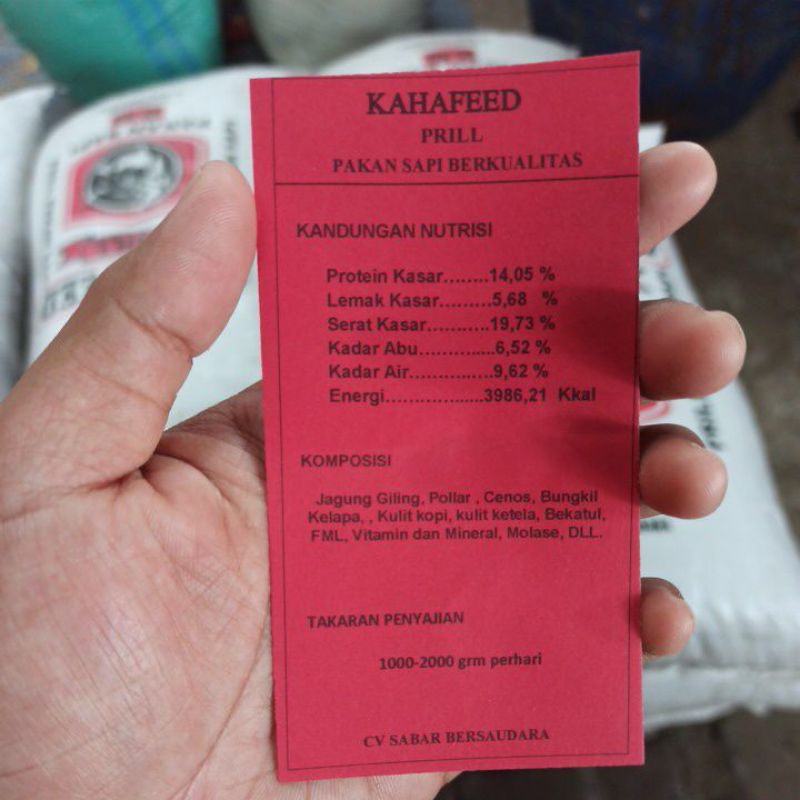 KAHAFEED
PRILL
PAKAN SAPI BERKUALITAS
KANDUNGAN NUTRISI
Protein Kasar........14,05 %
Lemak Kasar.........5,68 %
Serat Kasar...........19,73 %
Kadar Abu..............6,52 %
Kadar Air...............9,62 %
Energi..................3986,21 Kkal
KOMPOSISI
Jagung Giling, Pollar , Cenos, Bungkil
Kelapa, , Kulit kopi, kulit ketela, Bekatul,
FML, Vitamin dan Mineral, Molase, DLL.
TAKARAN PENYAJIAN
1000-2000 grm perhari
CV SABAR BERSAUDARA